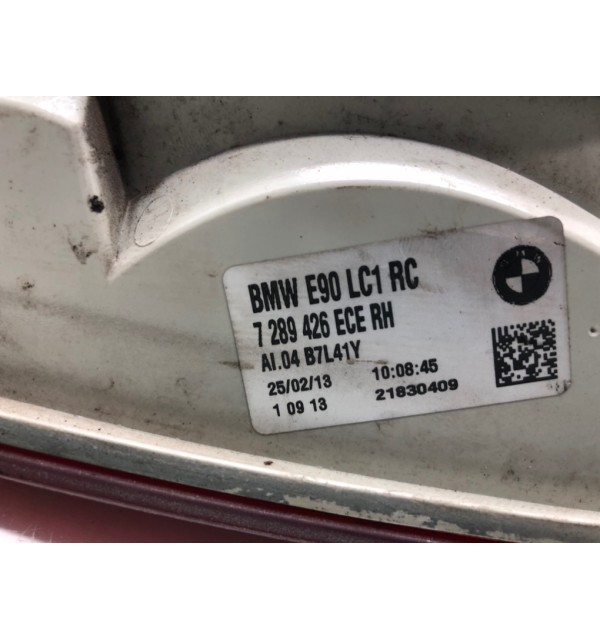 BMW E90 LC1 RC
7 289 426 ECE RH
AI.04 B7L41Y
25/02/13 10:08:45
1 09 13 21830409